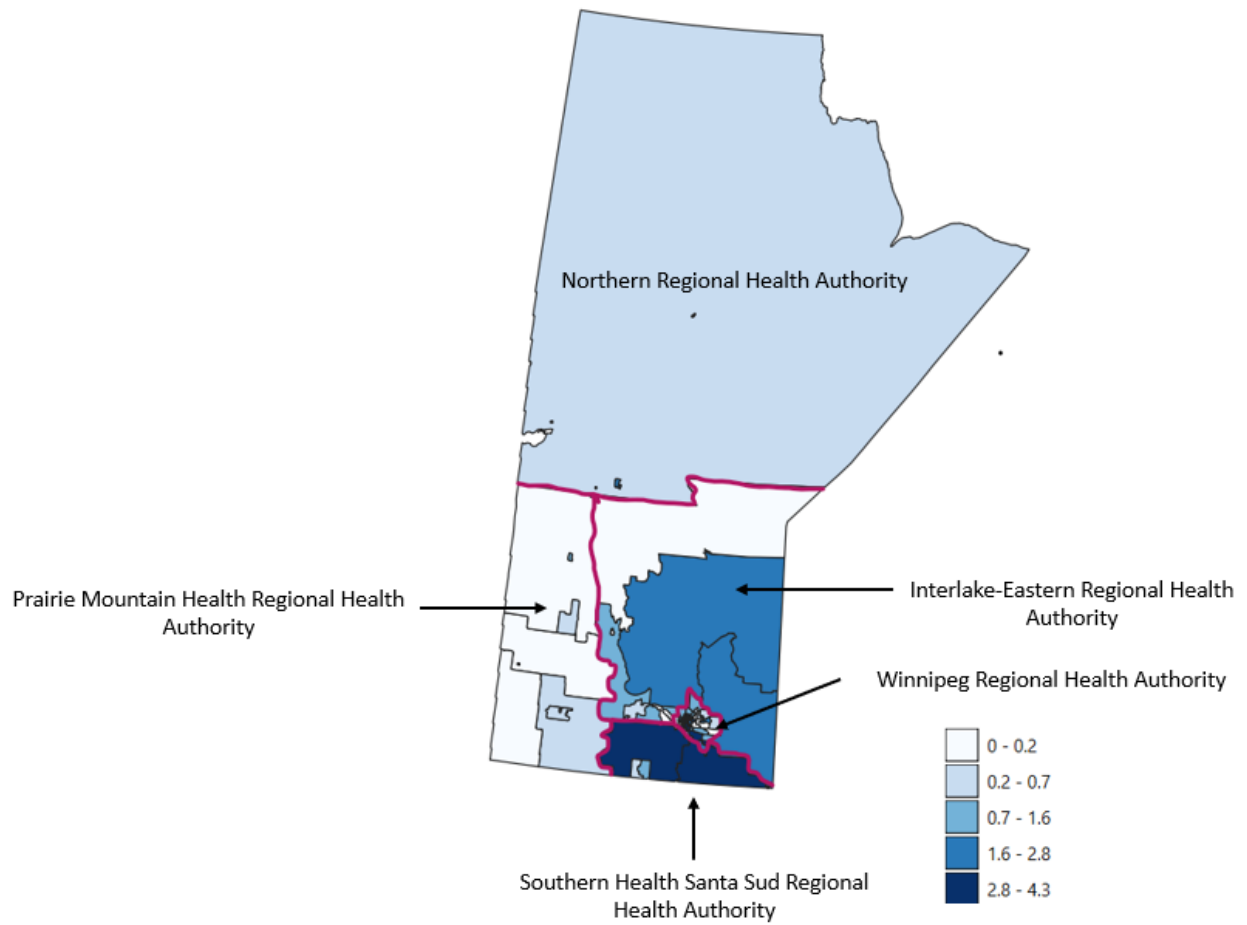 Northern Regional Health Authority
Prairie Mountain Health Regional Health
Authority
Interlake-Eastern Regional Health
Authority
Winnipeg Regional Health Authority
0 - 0.2
0.2 - 0.7
0.7 - 1.6
1.6 - 2.8
2.8 - 4.3
Southern Health Santa Sud Regional
Health Authority